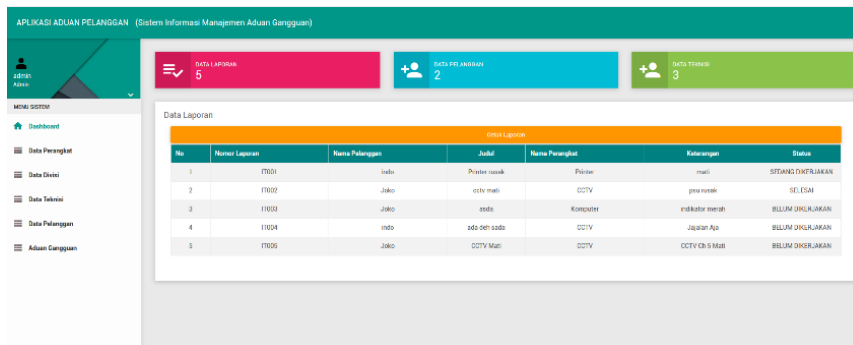 APLIKASI ADUAN PELANGGAN (Sistem Informasi Manajemen Aduan Gangguan)
admin
Admin
MENU SISTEM
Dashboard
Data Perangkat
Data Divisi
Data Teknisi
Data Pelanggan
Aduan Gangguan
DATA LAPORAN
5
DATA PELANGGAN
2
DATA TEKNISI
3
Data Laporan
Cetak Laporan
No Nomor Laporan Nama Pelanggan Judul Nama Perangkat Keterangan Status
1 IT001 indo Printer rusak Printer mati SEDANG DIKERJAKAN
2 IT002 Joko cctv mati CCTV psu rusak SELESAI
3 IT003 Joko asda Komputer indikator merah BELUM DIKERJAKAN
4 IT004 indo ada deh sada CCTV Jajalan Aja BELUM DIKERJAKAN
5 IT005 Joko CCTV Mati CCTV CCTV Ch 5 Mati BELUM DIKERJAKAN